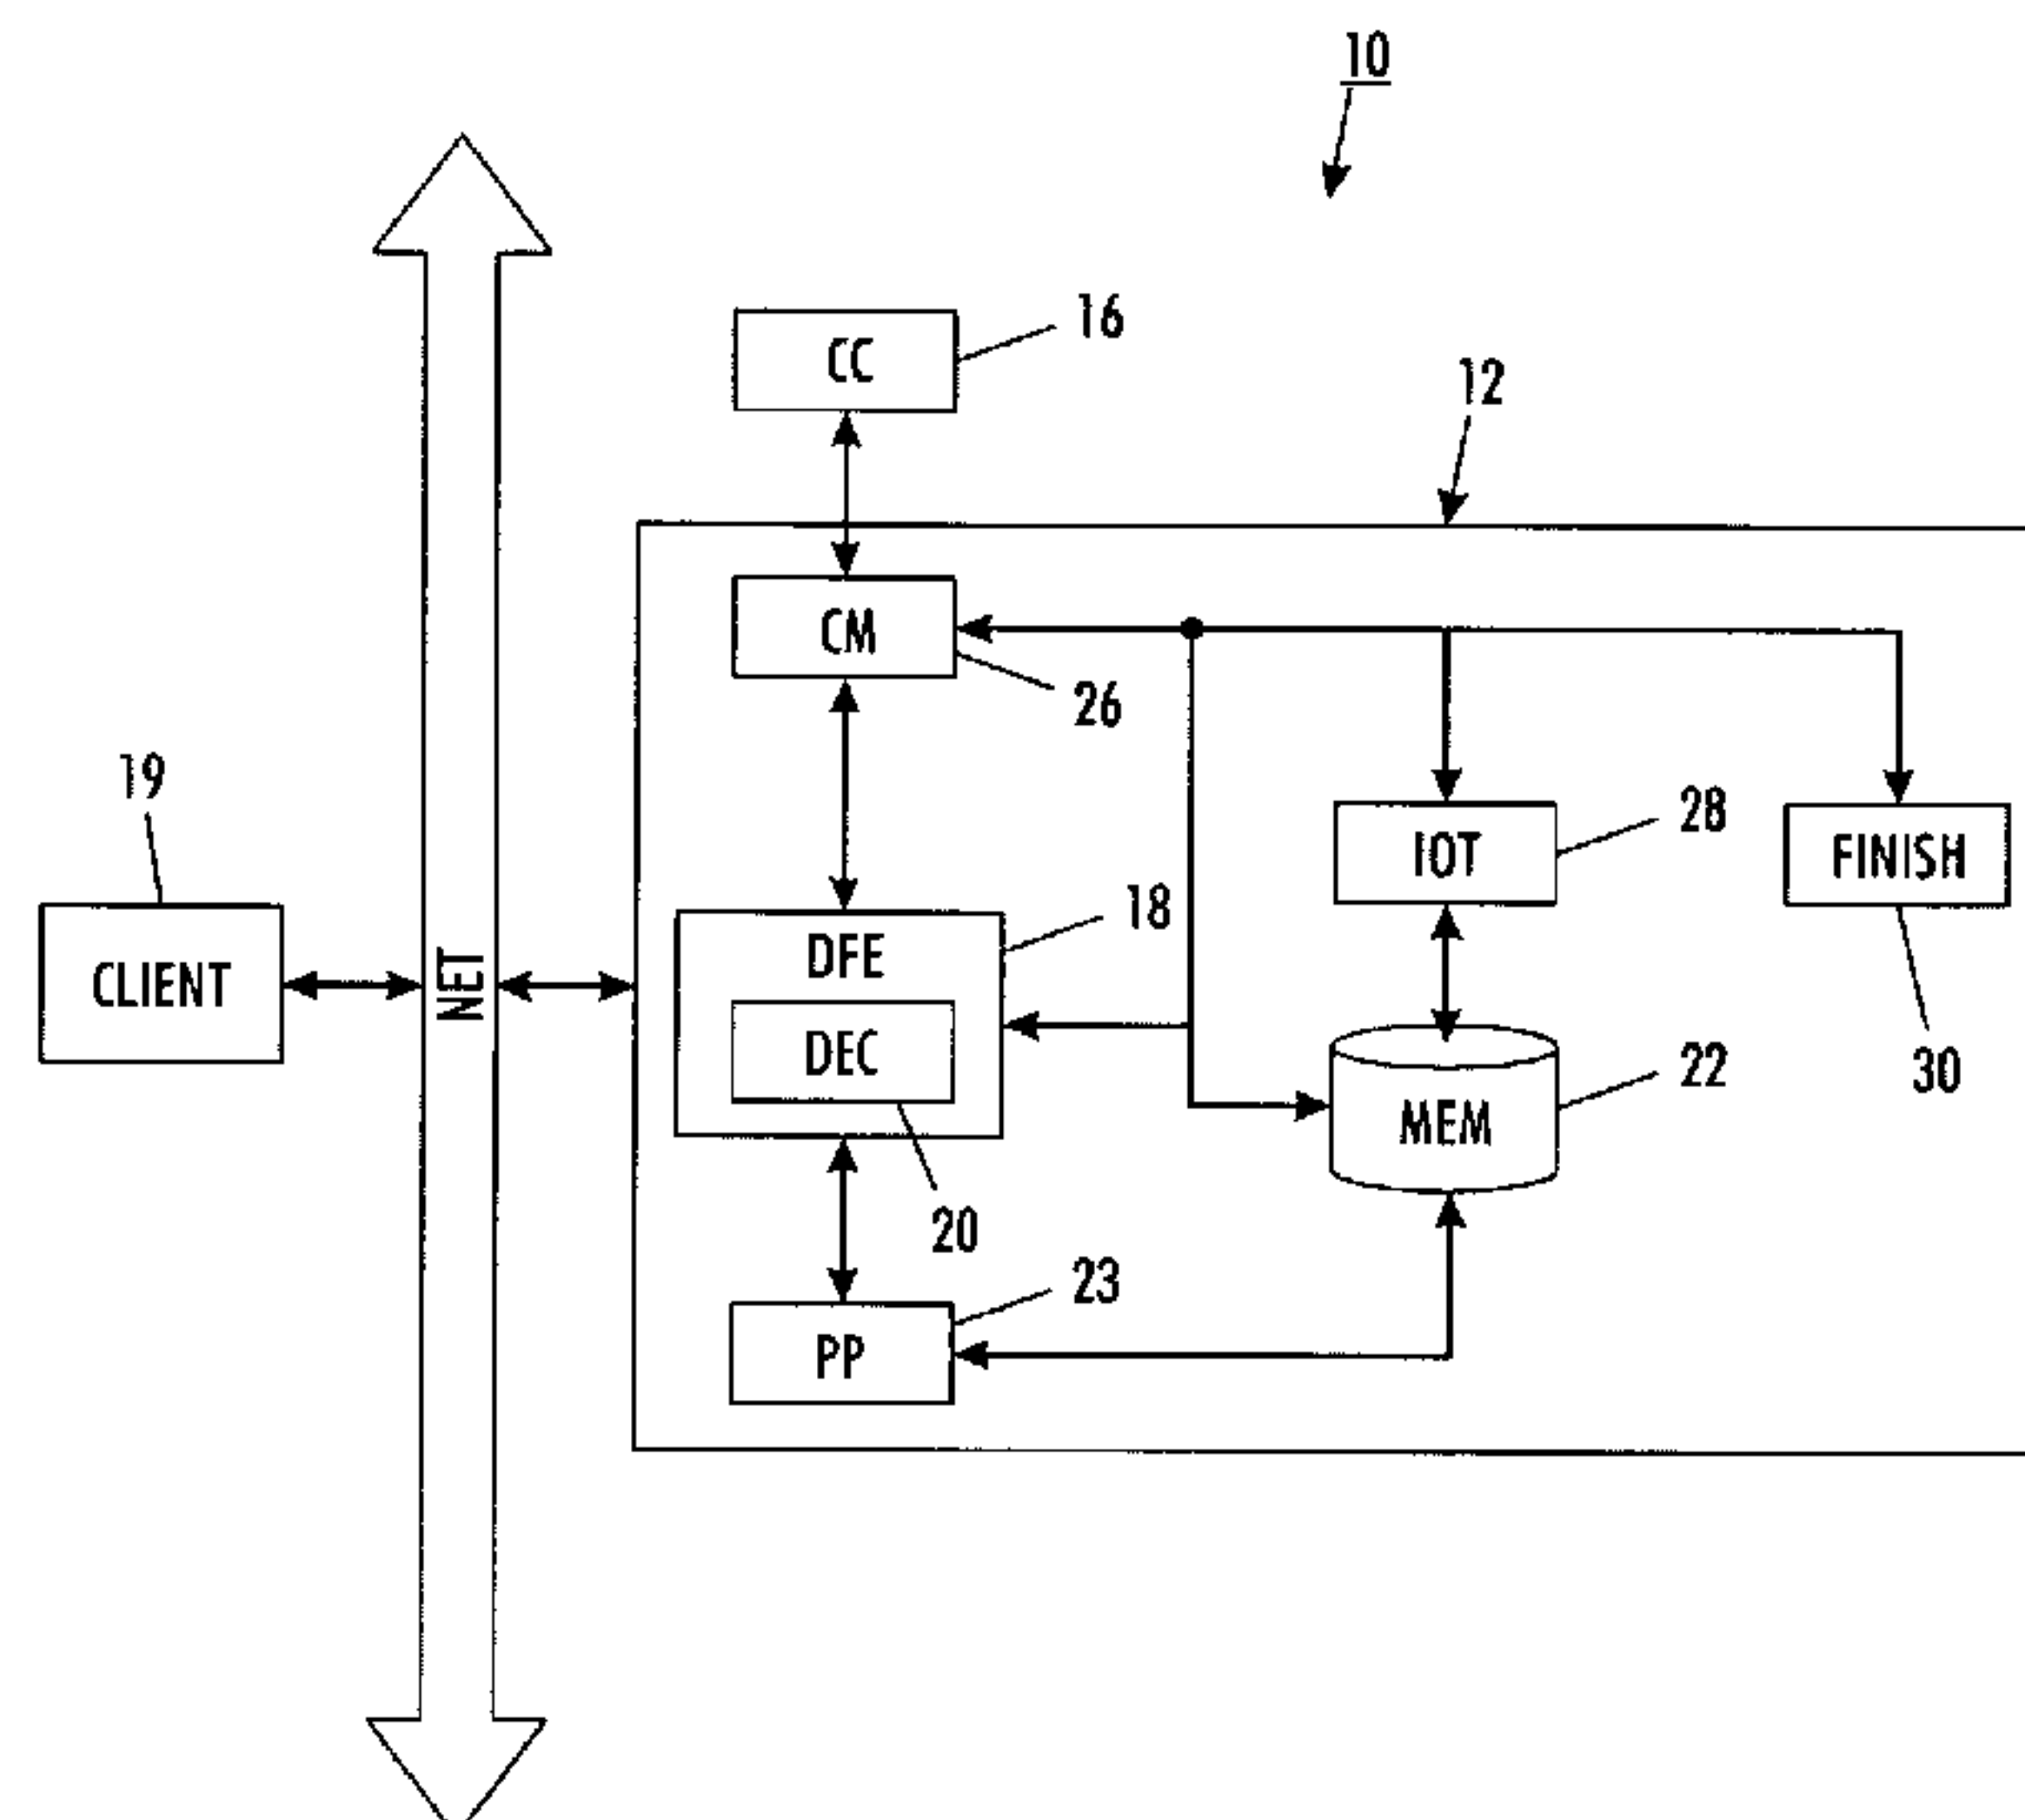 10
CC
16
12
CM
26
19
CLIENT
NET
DFE
18
DEC
20
IOT
28
FINISH
30
MEM
22
PP
23